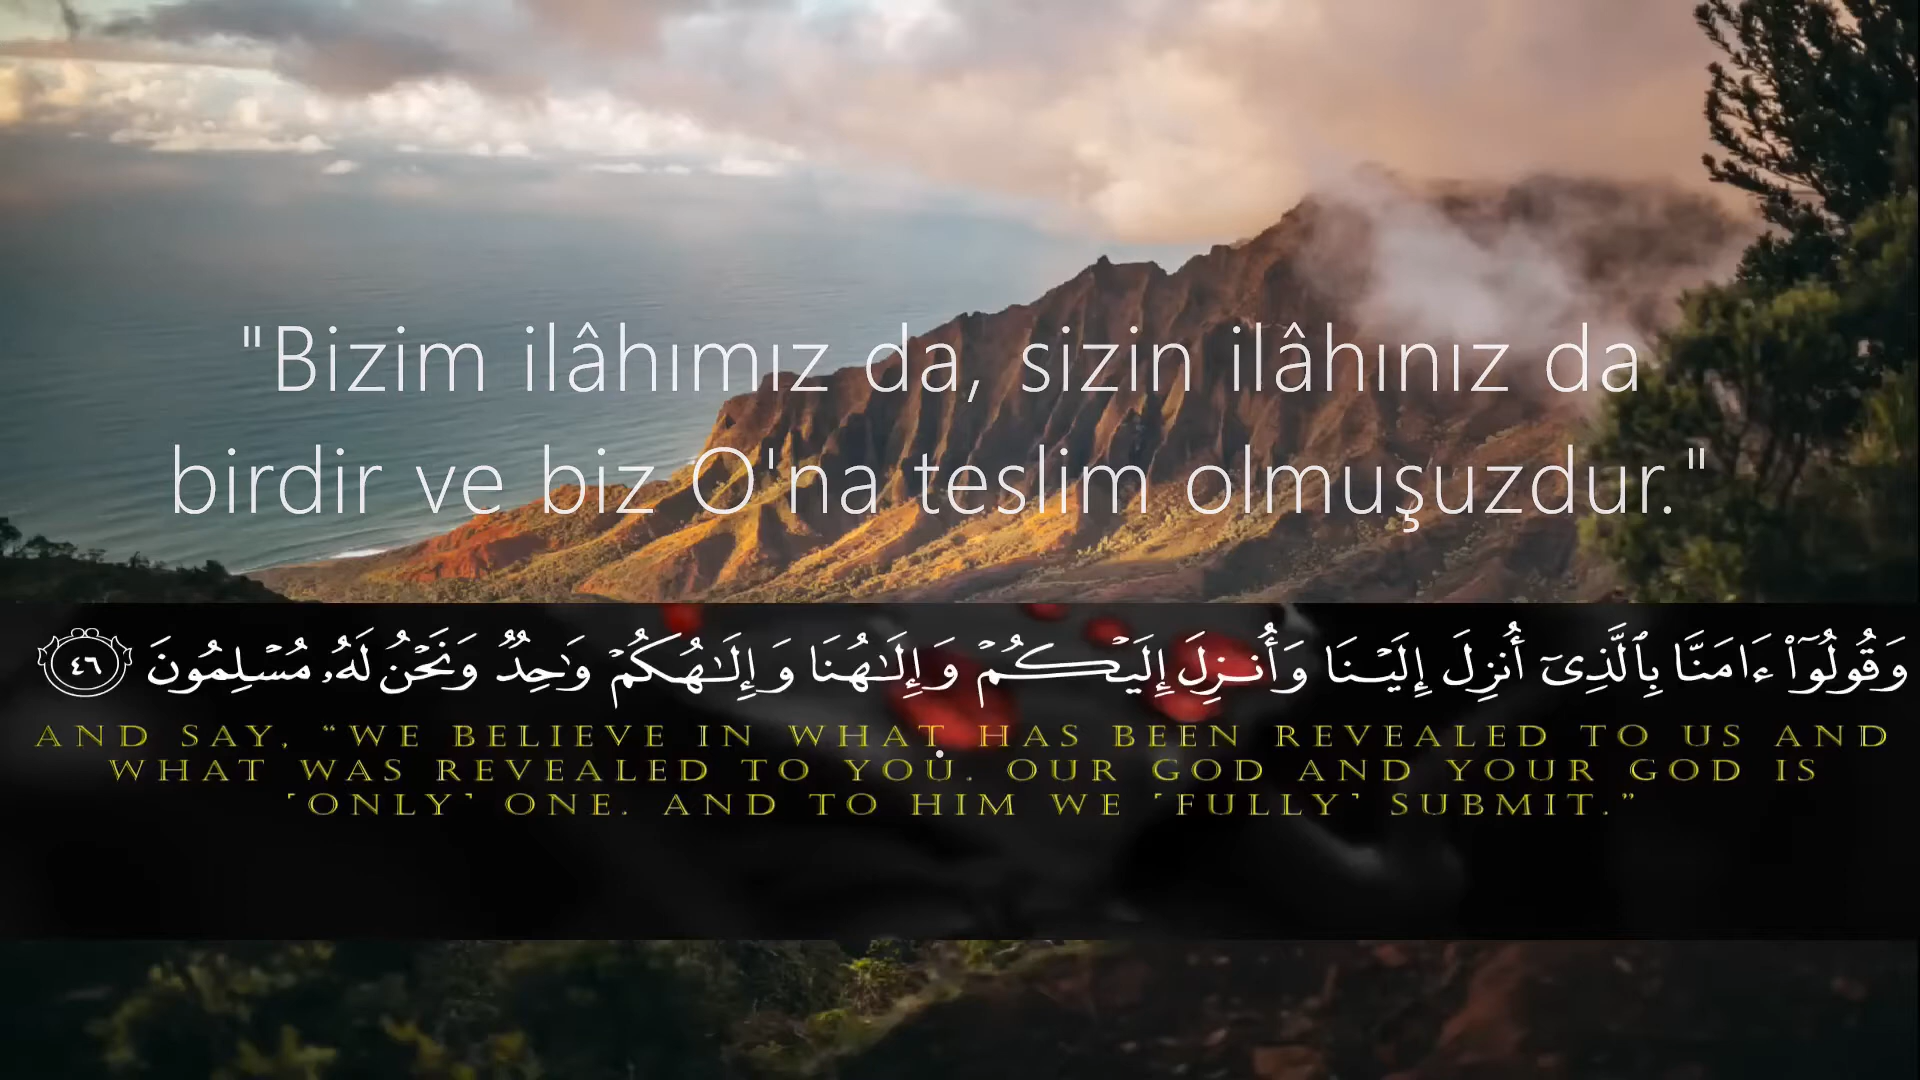 "Bizim ilâhımız da, sizin ilâhınız da
birdir ve biz O'na teslim olmuşuzdur."
وَقُولُوٓا۟ ءَامَنَّا بِٱلَّذِىٓ أُنزِلَ إِلَيْنَا وَأُنزِلَ إِلَيْكُمْ وَإِلَـٰهُنَا وَإِلَـٰهُكُمْ وَٰحِدٌ وَنَحْنُ لَهُۥ مُسْلِمُونَ ٤٦
AND SAY, “WE BELIEVE IN WHAT HAS BEEN REVEALED TO US AND
WHAT WAS REVEALED TO YOU. OUR GOD AND YOUR GOD IS
˹ONLY˺ ONE. AND TO HIM WE ˹FULLY˺ SUBMIT.”